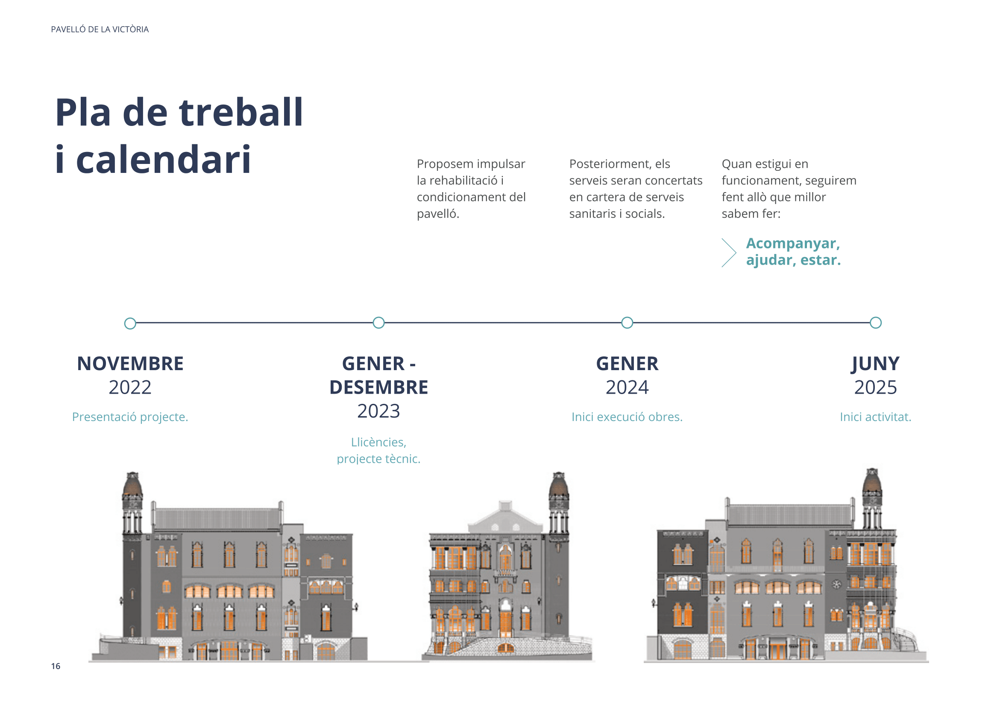 PAVELLÓ DE LA VICTÒRIA
Pla de treball
i calendari
Proposem impulsar
la rehabilitació i
condicionament del
pavelló.
Posteriorment, els
serveis seran concertats
en cartera de serveis
sanitaris i socials.
Quan estigui en
funcionament, seguirem
fent allò que millor
sabem fer:
Acompanyar,
ajudar, estar.
NOVEMBRE
2022
Presentació projecte.
GENER -
DESEMBRE
2023
Llicències,
projecte tècnic.
GENER
2024
Inici execució obres.
JUNY
2025
Inici activitat.
16